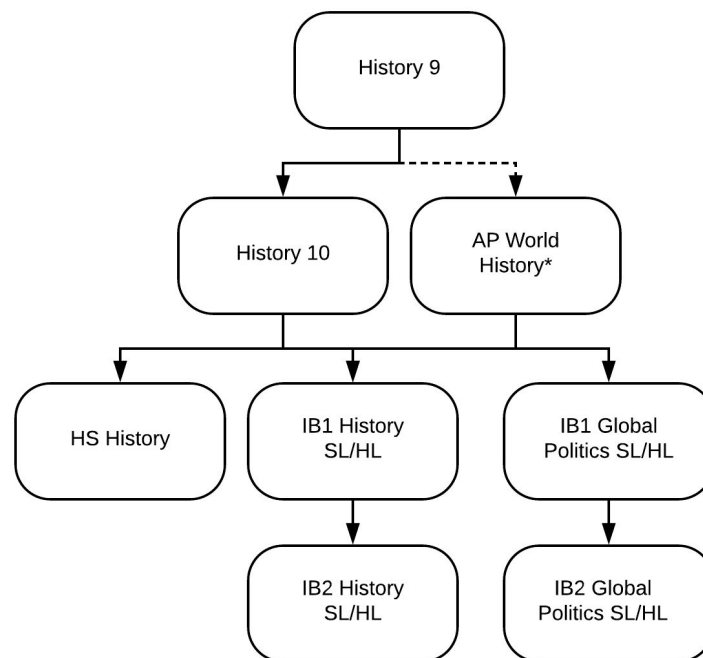 History 9
History 10
AP World
History*
HS History
IB1 History
SL/HL
IB1 Global
Politics SL/HL
IB2 History
SL/HL
IB2 Global
Politics SL/HL